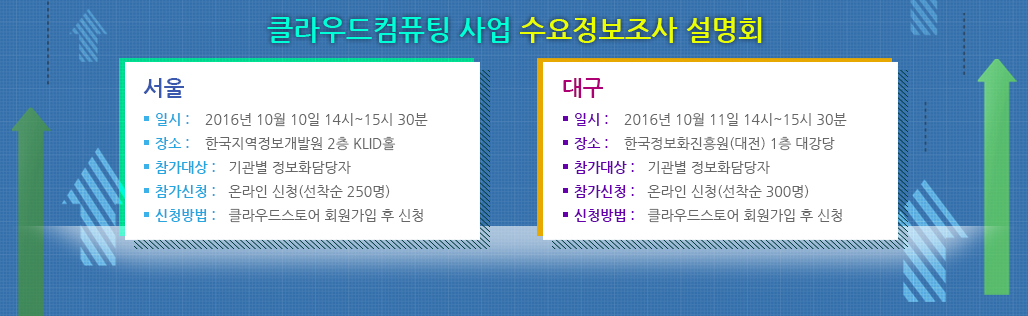 클라우드컴퓨팅 사업 수요정보조사 설명회
서울
일시 : 2016년 10월 10일 14시~15시 30분
장소 : 한국지역정보개발원 2층 KLID홀
참가대상 : 기관별 정보화담당자
참가신청 : 온라인 신청(선착순 250명)
신청방법 : 클라우드스토어 회원가입 후 신청
대구
일시 : 2016년 10월 11일 14시~15시 30분
장소 : 한국정보화진흥원(대전) 1층 대강당
참가대상 : 기관별 정보화담당자
참가신청 : 온라인 신청(선착순 300명)
신청방법 : 클라우드스토어 회원가입 후 신청